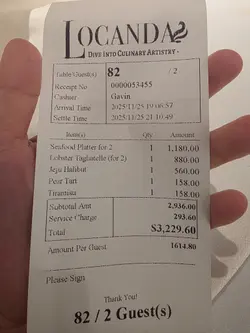 LOCANDA
DIVE INTO CULINARY ARTISTRY
Table/Guest(s) 82 / 2
Receipt No 0000053455
Cashier Gavin
Arrival Time 2025/11/25 19:08:57
Settle Time 2025/11/25 21:10:49
Item(s) Qty Amount
Seafood Platter for 2 1 1,180.00
Lobster Tagliatelle (for 2) 1 880.00
Jeju Halibut 1 560.00
Pear Tart 1 158.00
Tiramisu 1 158.00
Subtotal Amt 2,936.00
Service Charge 293.60
Total $3,229.60
Amount Per Guest 1614.80
Please Sign
Thank You!
82 / 2 Guest(s)